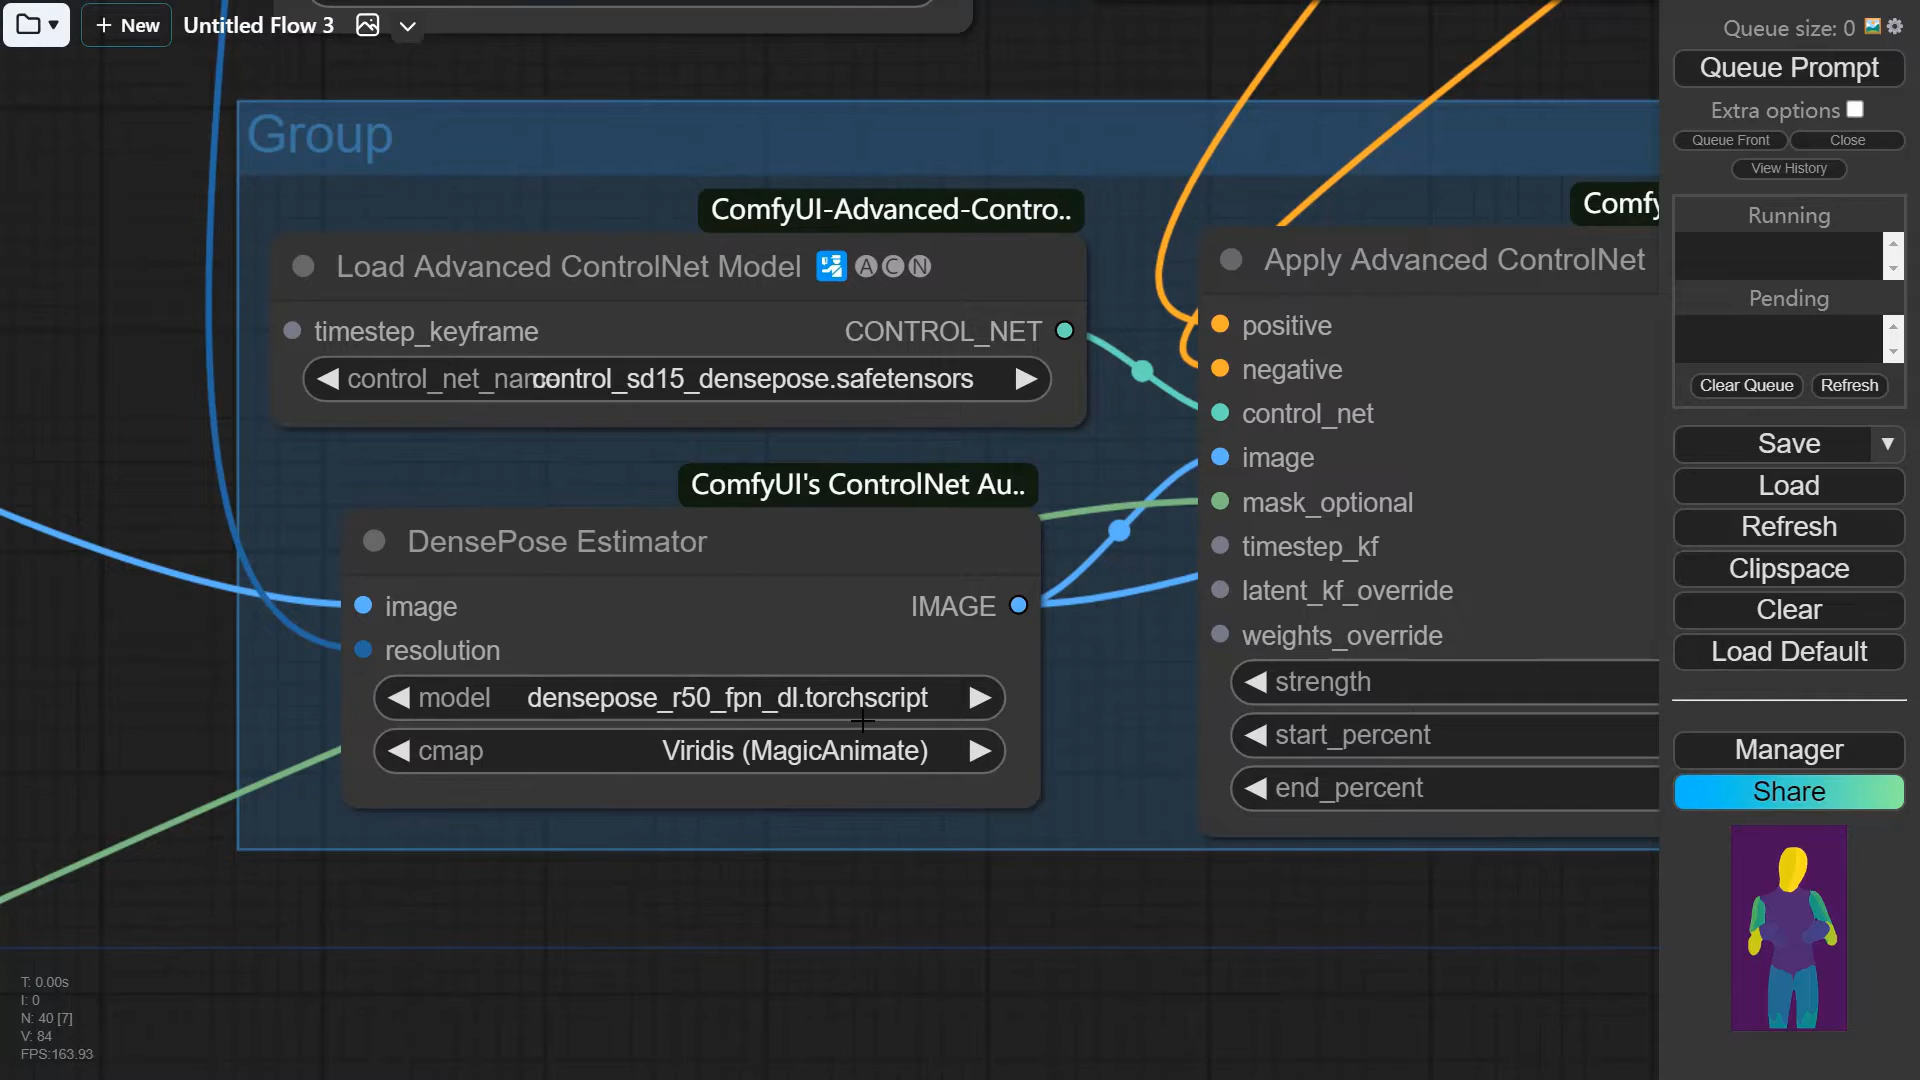 New
Untitled Flow 3
Group
ComfyUI-Advanced-Contro..
Load Advanced ControlNet Model ACN
timestep_keyframe
CONTROL_NET
control_sd15_densepose.safetensors
ComfyUI's ControlNet Au..
DensePose Estimator
image
IMAGE
resolution
model densepose_r50_fpn_dl.torchscript
cmap Viridis (MagicAnimate)
Comfy
Apply Advanced ControlNet
positive
negative
control_net
image
mask_optional
timestep_kf
latent_kf_override
weights_override
strength
start_percent
end_percent
Queue size: 0
Queue Prompt
Extra options
Queue Front
Close
View History
Running
Pending
Clear Queue
Refresh
Save
Load
Refresh
Clipspace
Clear
Load Default
Manager
Share
T: 0.00s
I: 0
N: 40 [7]
V: 84
FPS:163.93